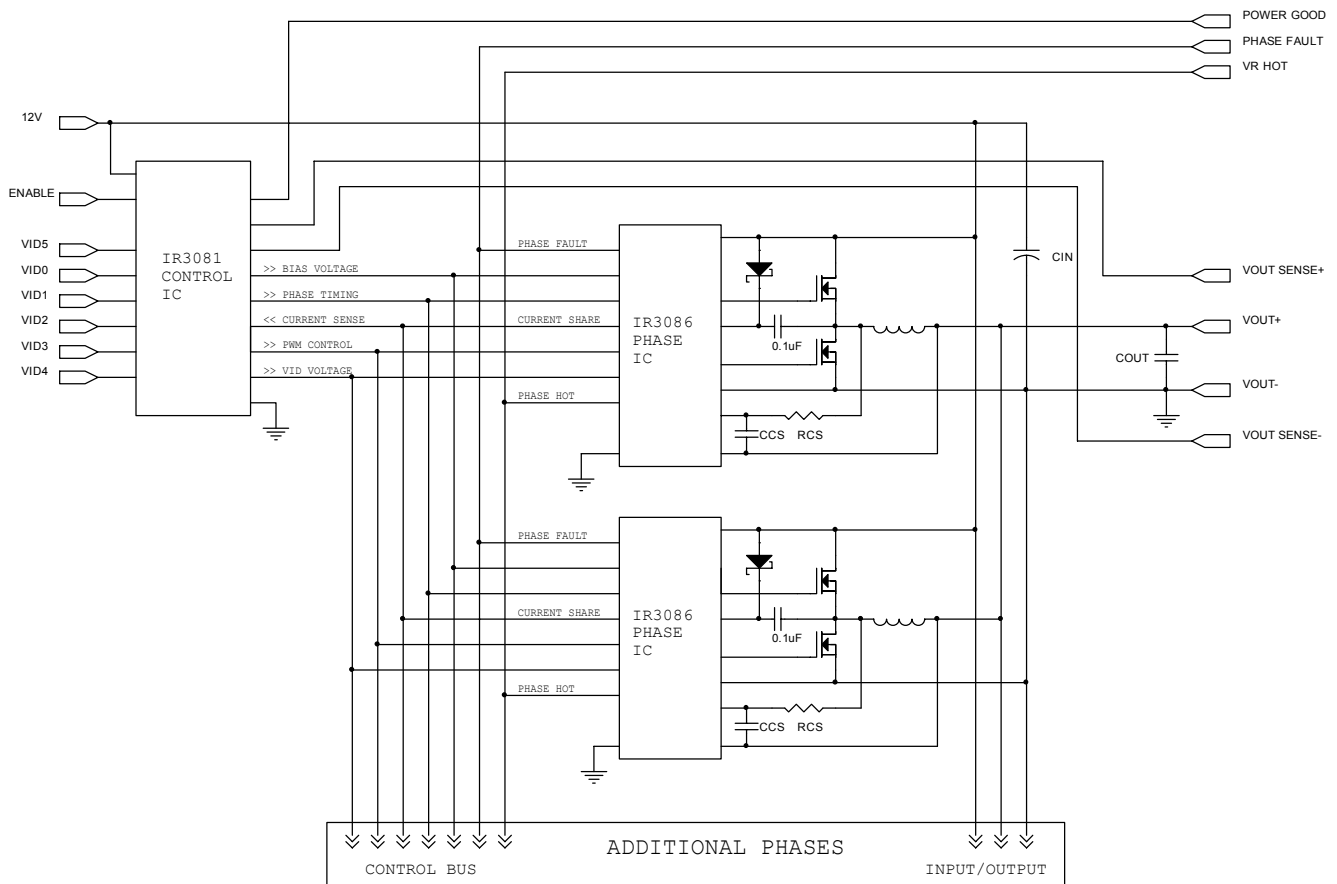 POWER GOOD
PHASE FAULT
VR HOT
12V
ENABLE
VID5
VID0
VID1
VID2
VID3
VID4
IR3081
CONTROL
IC
>> BIAS VOLTAGE
>> PHASE TIMING
<< CURRENT SENSE
>> PWM CONTROL
>> VID VOLTAGE
PHASE FAULT
CURRENT SHARE
PHASE HOT
IR3086
PHASE
IC
0.1uF
CCS
RCS
CIN
COUT
VOUT SENSE+
VOUT+
VOUT-
VOUT SENSE-
PHASE FAULT
CURRENT SHARE
PHASE HOT
IR3086
PHASE
IC
0.1uF
CCS
RCS
ADDITIONAL PHASES
CONTROL BUS
INPUT/OUTPUT